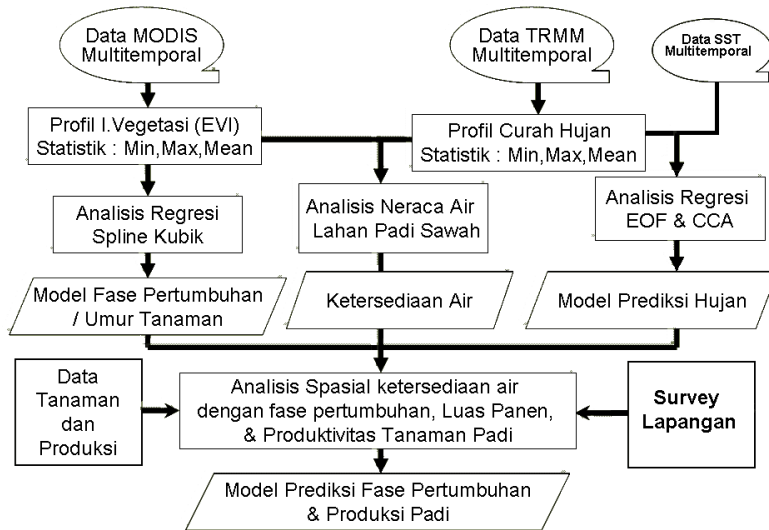 Data MODIS
Multitemporal
Data TRMM
Multitemporal
Data SST
Multitemporal
Profil I.Vegetasi (EVI)
Statistik : Min,Max,Mean
Profil Curah Hujan
Statistik : Min,Max,Mean
Analisis Regresi
Spline Kubik
Analisis Neraca Air
Lahan Padi Sawah
Analisis Regresi
EOF & CCA
Model Fase Pertumbuhan
/ Umur Tanaman
Ketersediaan Air
Model Prediksi Hujan
Data
Tanaman
dan
Produksi
Analisis Spasial ketersediaan air
dengan fase pertumbuhan, Luas Panen,
& Produktivitas Tanaman Padi
Survey
Lapangan
Model Prediksi Fase Pertumbuhan
& Produksi Padi